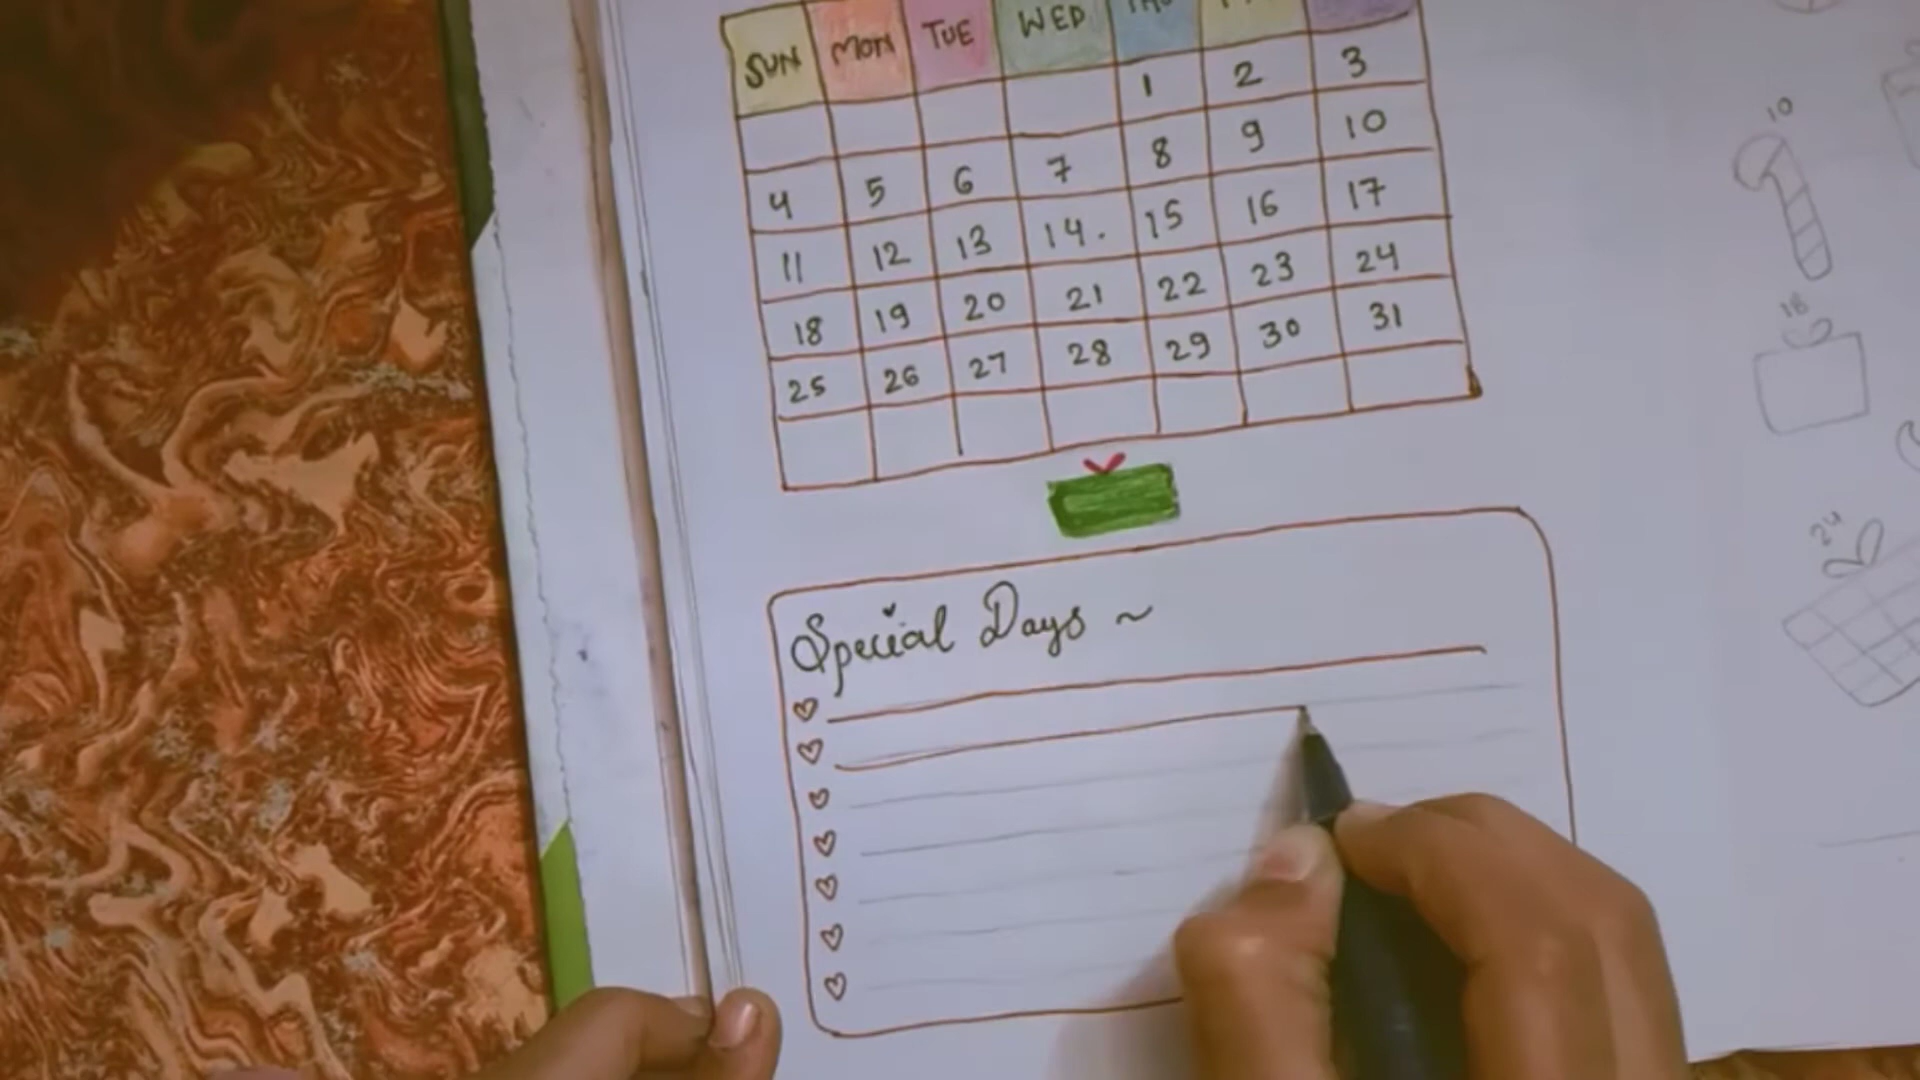 SUN MON TUE WED THU
1 2 3
4 5 6 7 8 9 10
11 12 13 14. 15 16 17
18 19 20 21 22 23 24
25 26 27 28 29 30 31
Special Days ~
10
18
24